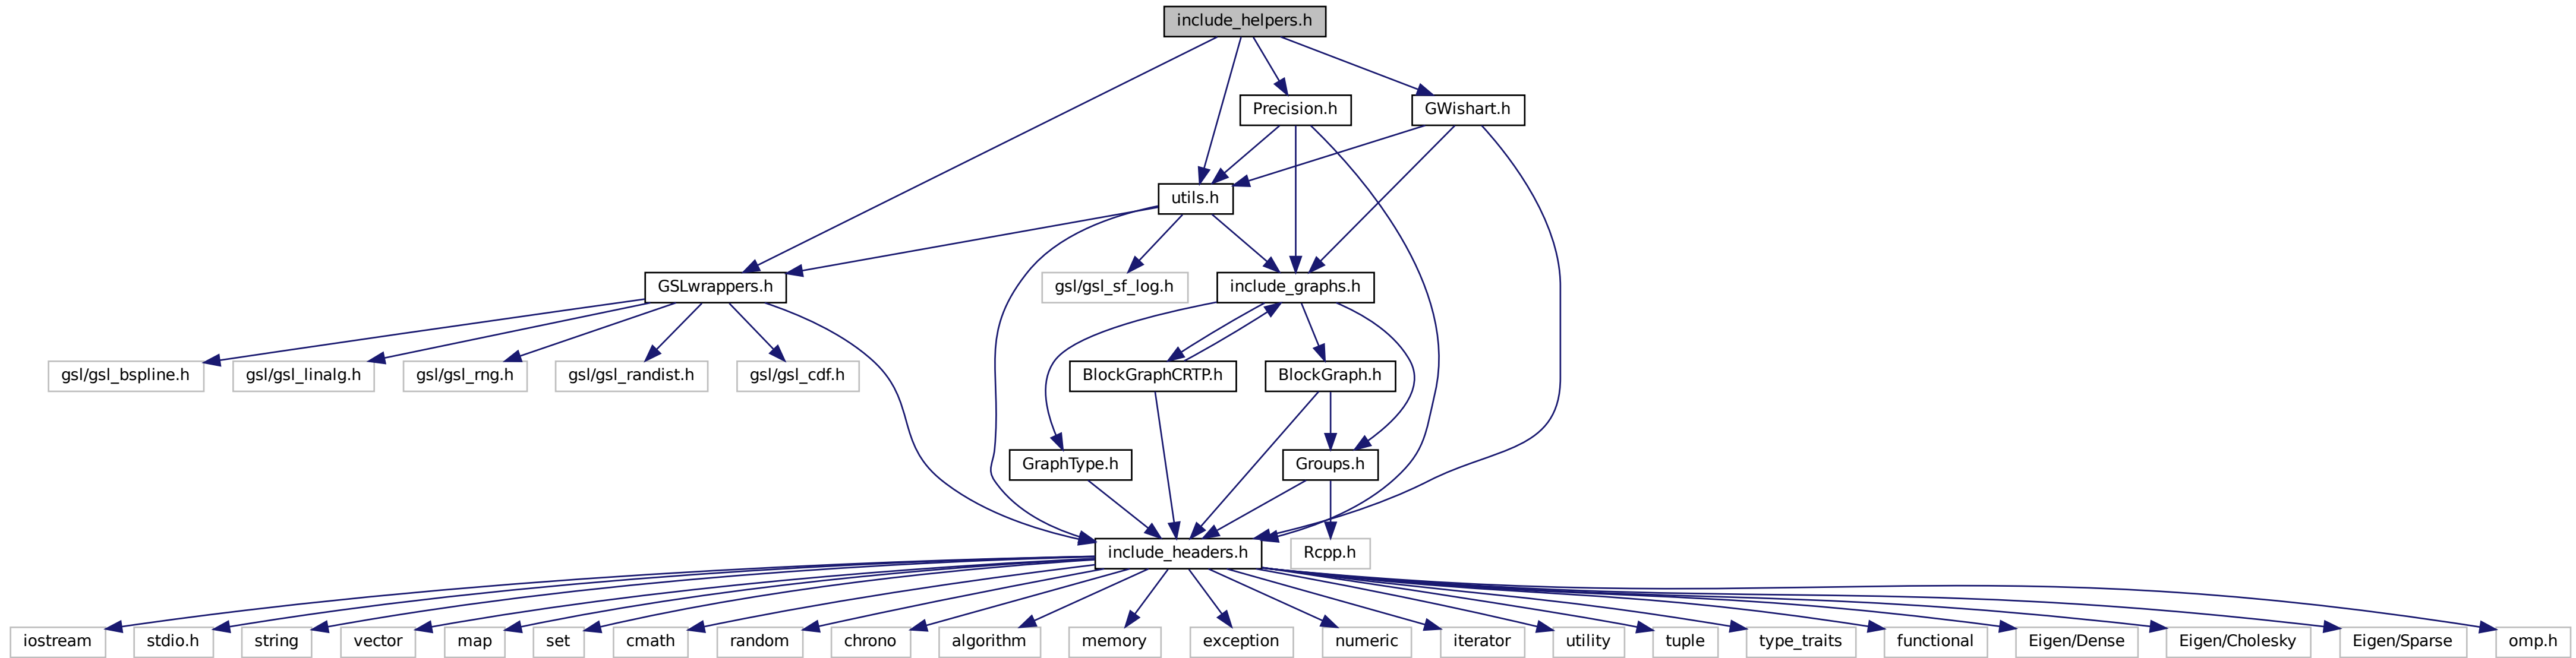 include_helpers.h
Precision.h
GWishart.h
utils.h
GSLwrappers.h
gsl/gsl_sf_log.h
include_graphs.h
gsl/gsl_bspline.h
gsl/gsl_linalg.h
gsl/gsl_rng.h
gsl/gsl_randist.h
gsl/gsl_cdf.h
BlockGraphCRTP.h
BlockGraph.h
GraphType.h
Groups.h
include_headers.h
Rcpp.h
iostream
stdio.h
string
vector
map
set
cmath
random
chrono
algorithm
memory
exception
numeric
iterator
utility
tuple
type_traits
functional
Eigen/Dense
Eigen/Cholesky
Eigen/Sparse
omp.h